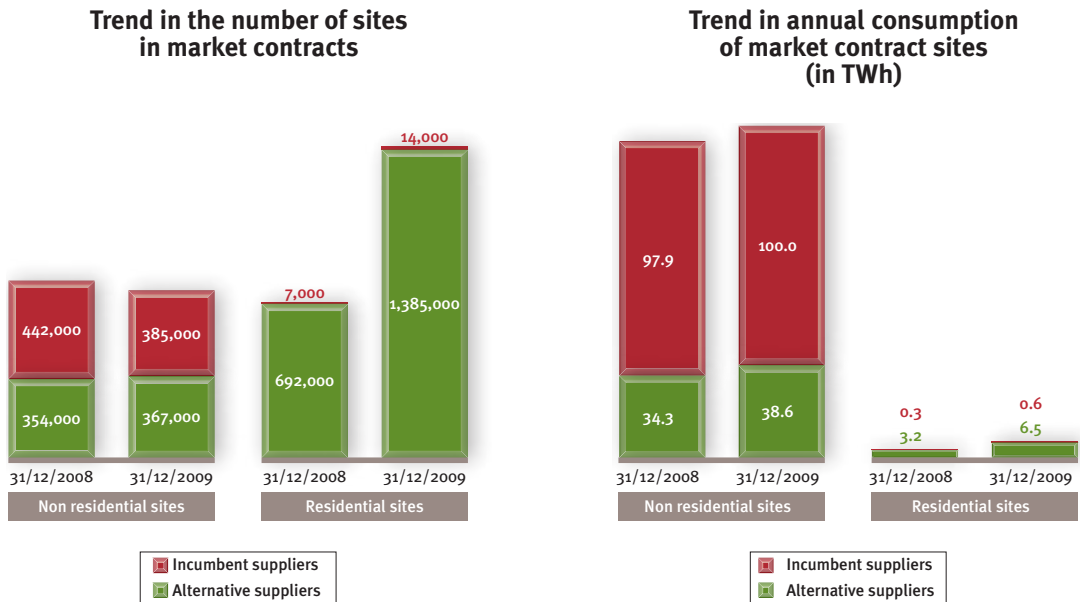 Trend in the number of sites
in market contracts
14,000
7,000
442,000
385,000
1,385,000
692,000
354,000
367,000
31/12/2008
31/12/2009
31/12/2008
31/12/2009
Non residential sites
Residential sites
Incumbent suppliers
Alternative suppliers
Trend in annual consumption
of market contract sites
(in TWh)
97.9
100.0
34.3
38.6
0.3
3.2
0.6
6.5
31/12/2008
31/12/2009
31/12/2008
31/12/2009
Non residential sites
Residential sites
Incumbent suppliers
Alternative suppliers